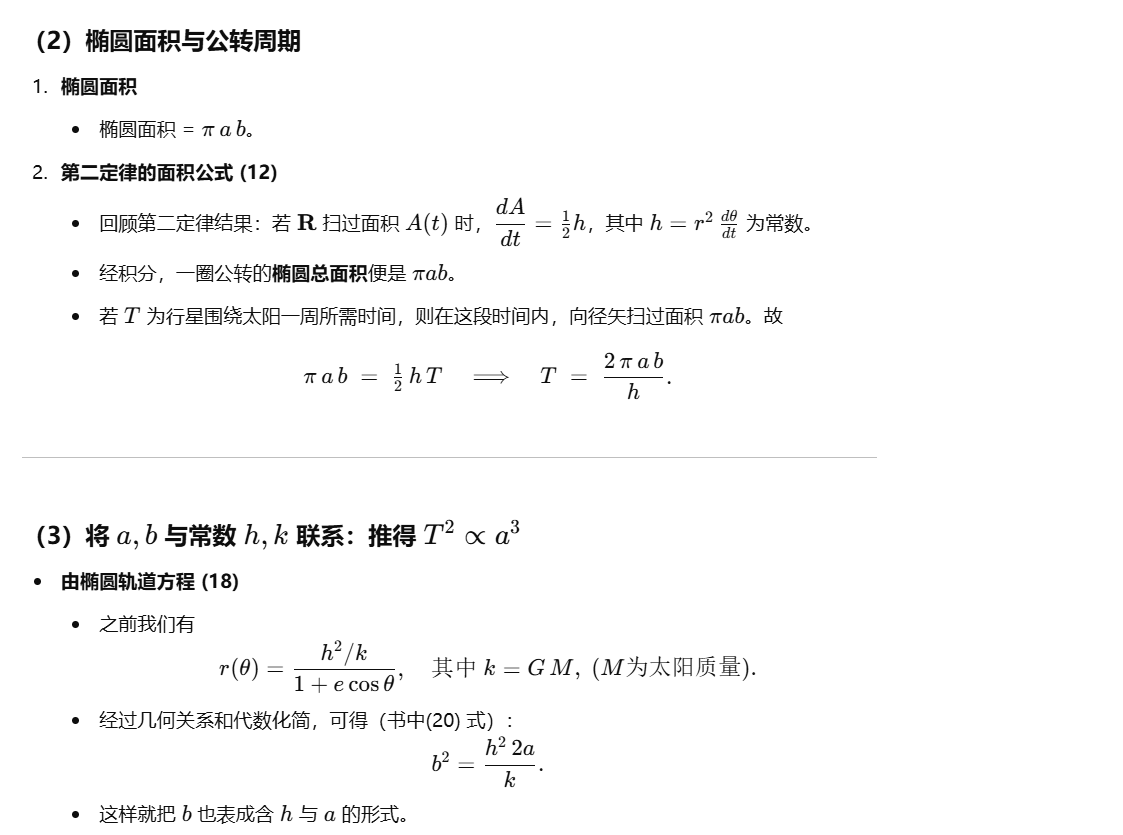 （2）椭圆面积与公转周期
1. 椭圆面积
• 椭圆面积 = π a b。
2. 第二定律的面积公式 (12)
• 回顾第二定律结果：若 R 扫过面积 A(t) 时，dA/dt = ½h，其中 h = r² dθ/dt 为常数。
• 经积分，一圈公转的椭圆总面积便是 πab。
• 若 T 为行星围绕太阳一周所需时间，则在这段时间内，向径矢扫过面积 πab。故
π a b = ½ h T ⟹ T = 2 π a b / h.
（3）将 a, b 与常数 h, k 联系：推得 T² ∝ a³
• 由椭圆轨道方程 (18)
• 之前我们有
r(θ) = (h²/k) / (1 + e cos θ), 其中 k = G M, (M为太阳质量).
• 经过几何关系和代数化简，可得（书中(20) 式）：
b² = h² 2a / k.
• 这样就把 b 也表成含 h 与 a 的形式。